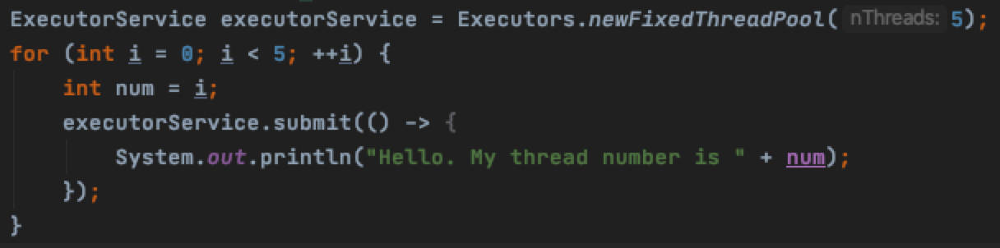 ExecutorService executorService = Executors.newFixedThreadPool( nThreads: 5);
for (int i = 0; i < 5; ++i) {
    int num = i;
    executorService.submit(() -> {
        System.out.println("Hello. My thread number is " + num);
    });
}